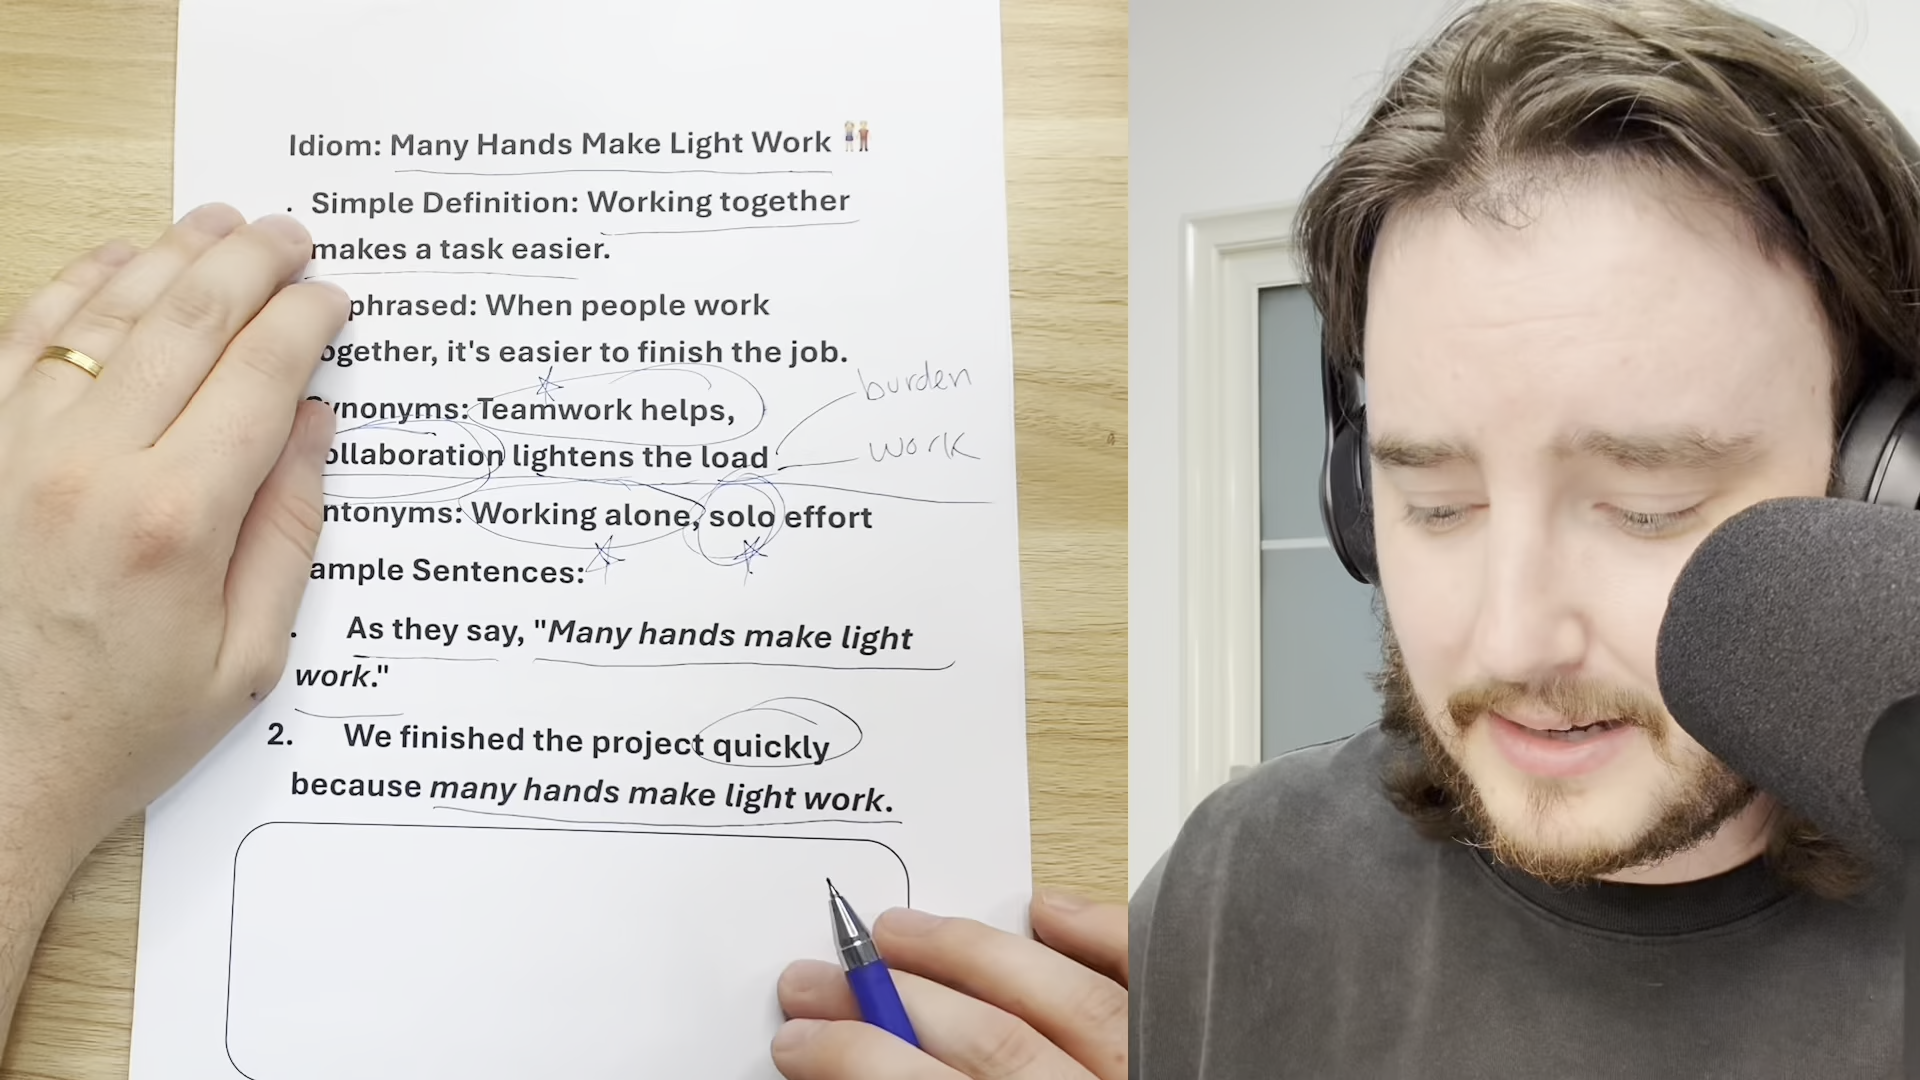 Idiom: Many Hands Make Light Work
. Simple Definition: Working together
makes a task easier.
phrased: When people work
ogether, it's easier to finish the job.
ynonyms: Teamwork helps,
burden
ollaboration lightens the load
work
ntonyms: Working alone, solo effort
ample Sentences:
. As they say, "Many hands make light
work."
2. We finished the project quickly
because many hands make light work.